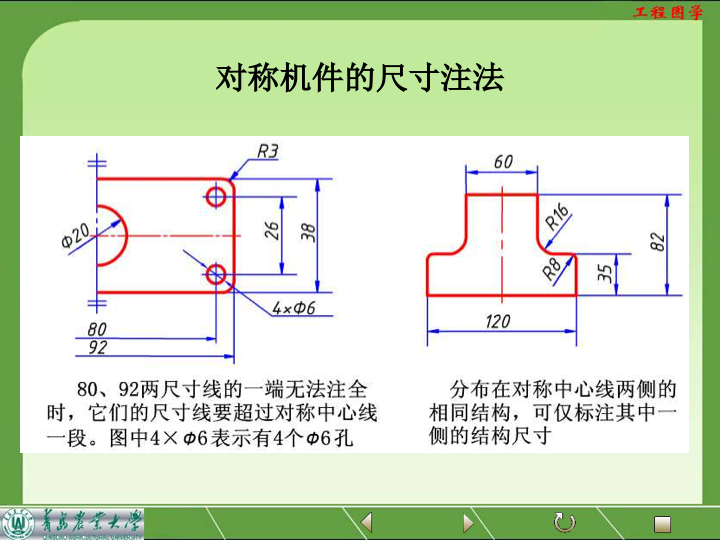 工程图学
对称机件的尺寸注法
R3
Φ20
26
38
4×Φ6
80
92
60
R16
R8
35
82
120
80、92两尺寸线的一端无法注全
时，它们的尺寸线要超过对称中心线
一段。图中4×Φ6表示有4个Φ6孔
分布在对称中心线两侧的
相同结构，可仅标注其中一
侧的结构尺寸
青岛农业大学